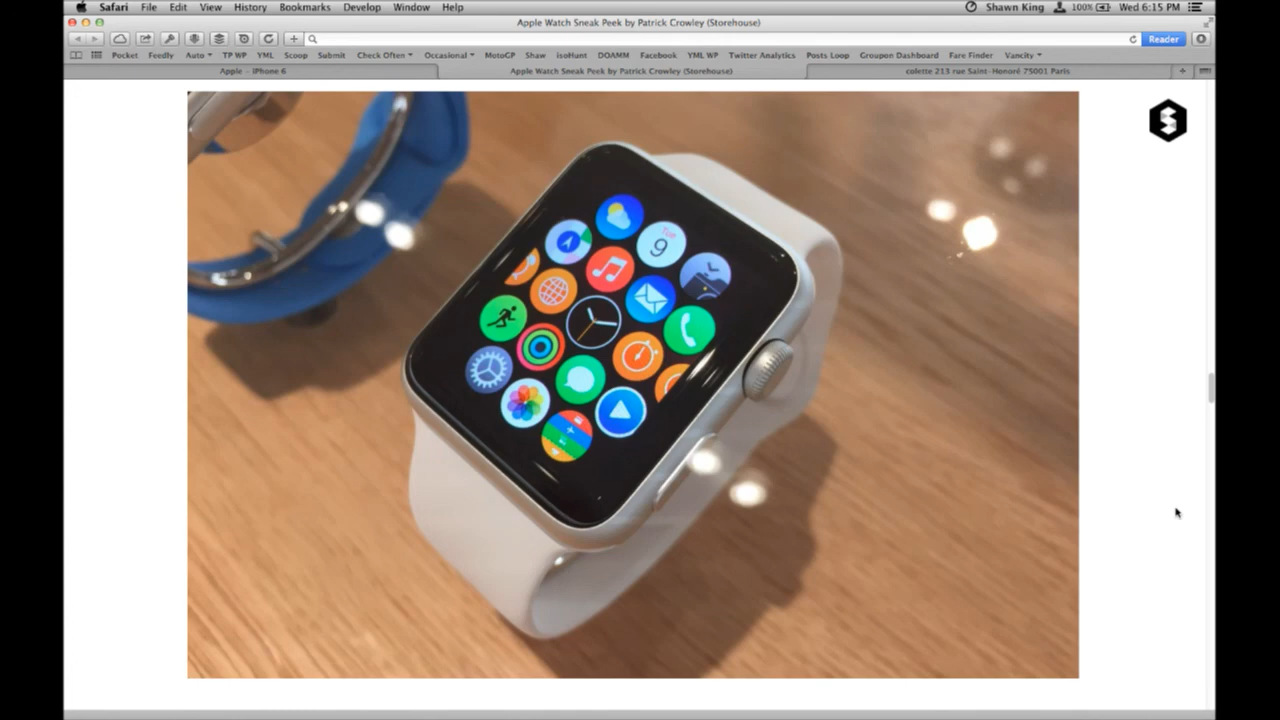 Safari File Edit View History Bookmarks Develop Window Help Shawn King 100% Wed 6:15 PM
Apple Watch Sneak Peek by Patrick Crowley (Storehouse)
Reader
Pocket Feedly Auto TP WP YML Scoop Submit Check Often Occasional MotoGP Shaw isoHunt DOAMM Facebook YML WP Twitter Analytics Posts Loop Groupon Dashboard Fare Finder Vancity
Apple - iPhone 6 Apple Watch Sneak Peek by Patrick Crowley (Storehouse) colette 213 rue Saint-Honoré 75001 Paris
Tue
9